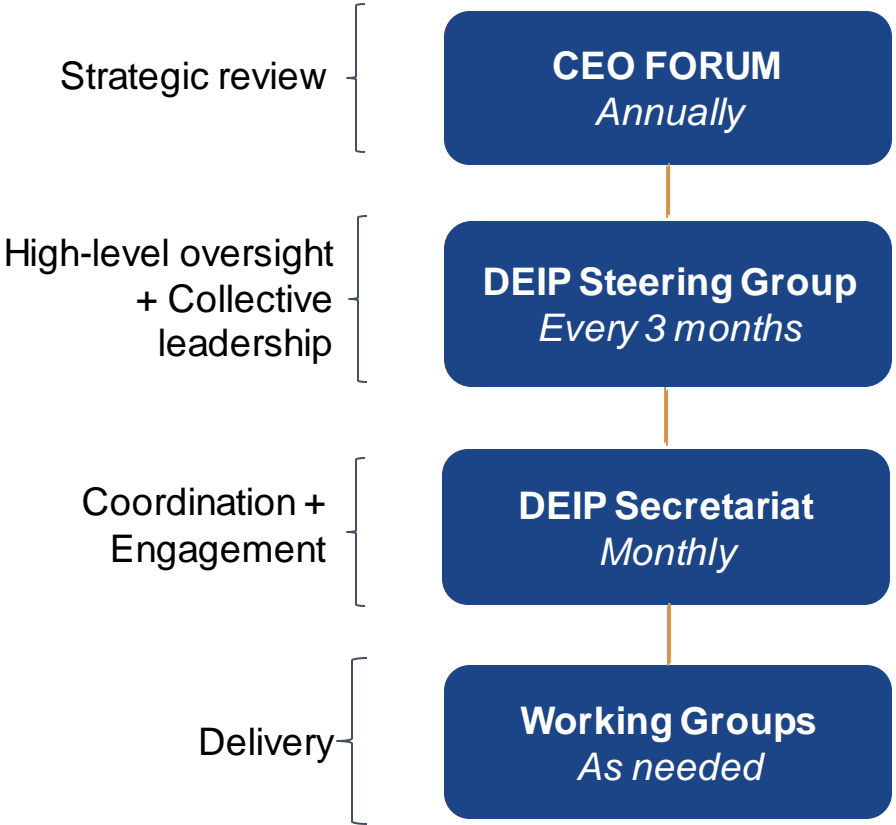 Strategic review
CEO FORUM
Annually
High-level oversight
+ Collective
leadership
DEIP Steering Group
Every 3 months
Coordination +
Engagement
DEIP Secretariat
Monthly
Delivery
Working Groups
As needed